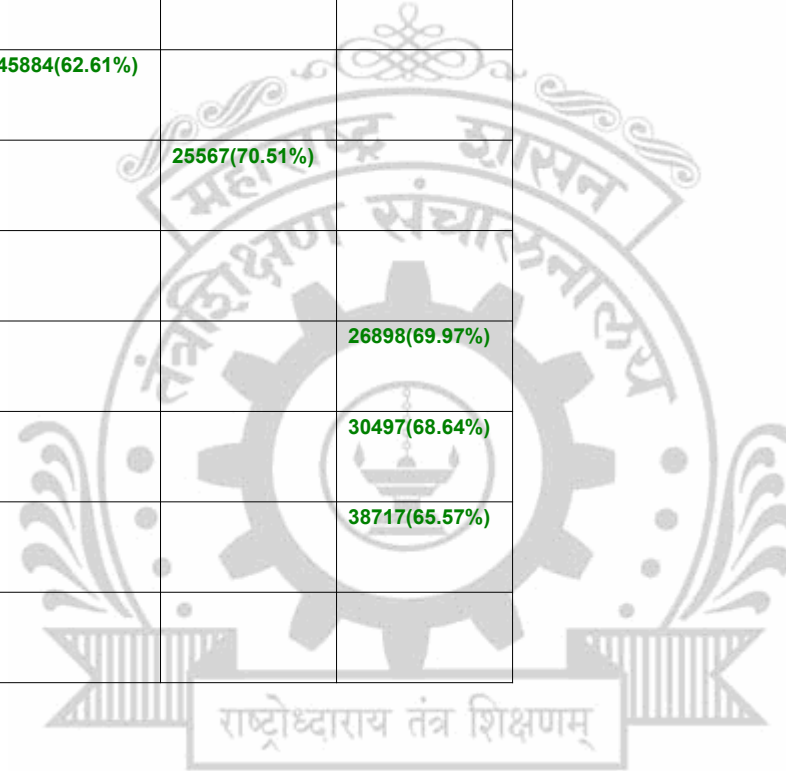 45884(62.61%)
25567(70.51%)
26898(69.97%)
30497(68.64%)
38717(65.57%)
महाराष्ट्र शासन
तंत्रशिक्षण संचालनालय
राष्ट्रोध्दाराय तंत्र शिक्षणम्